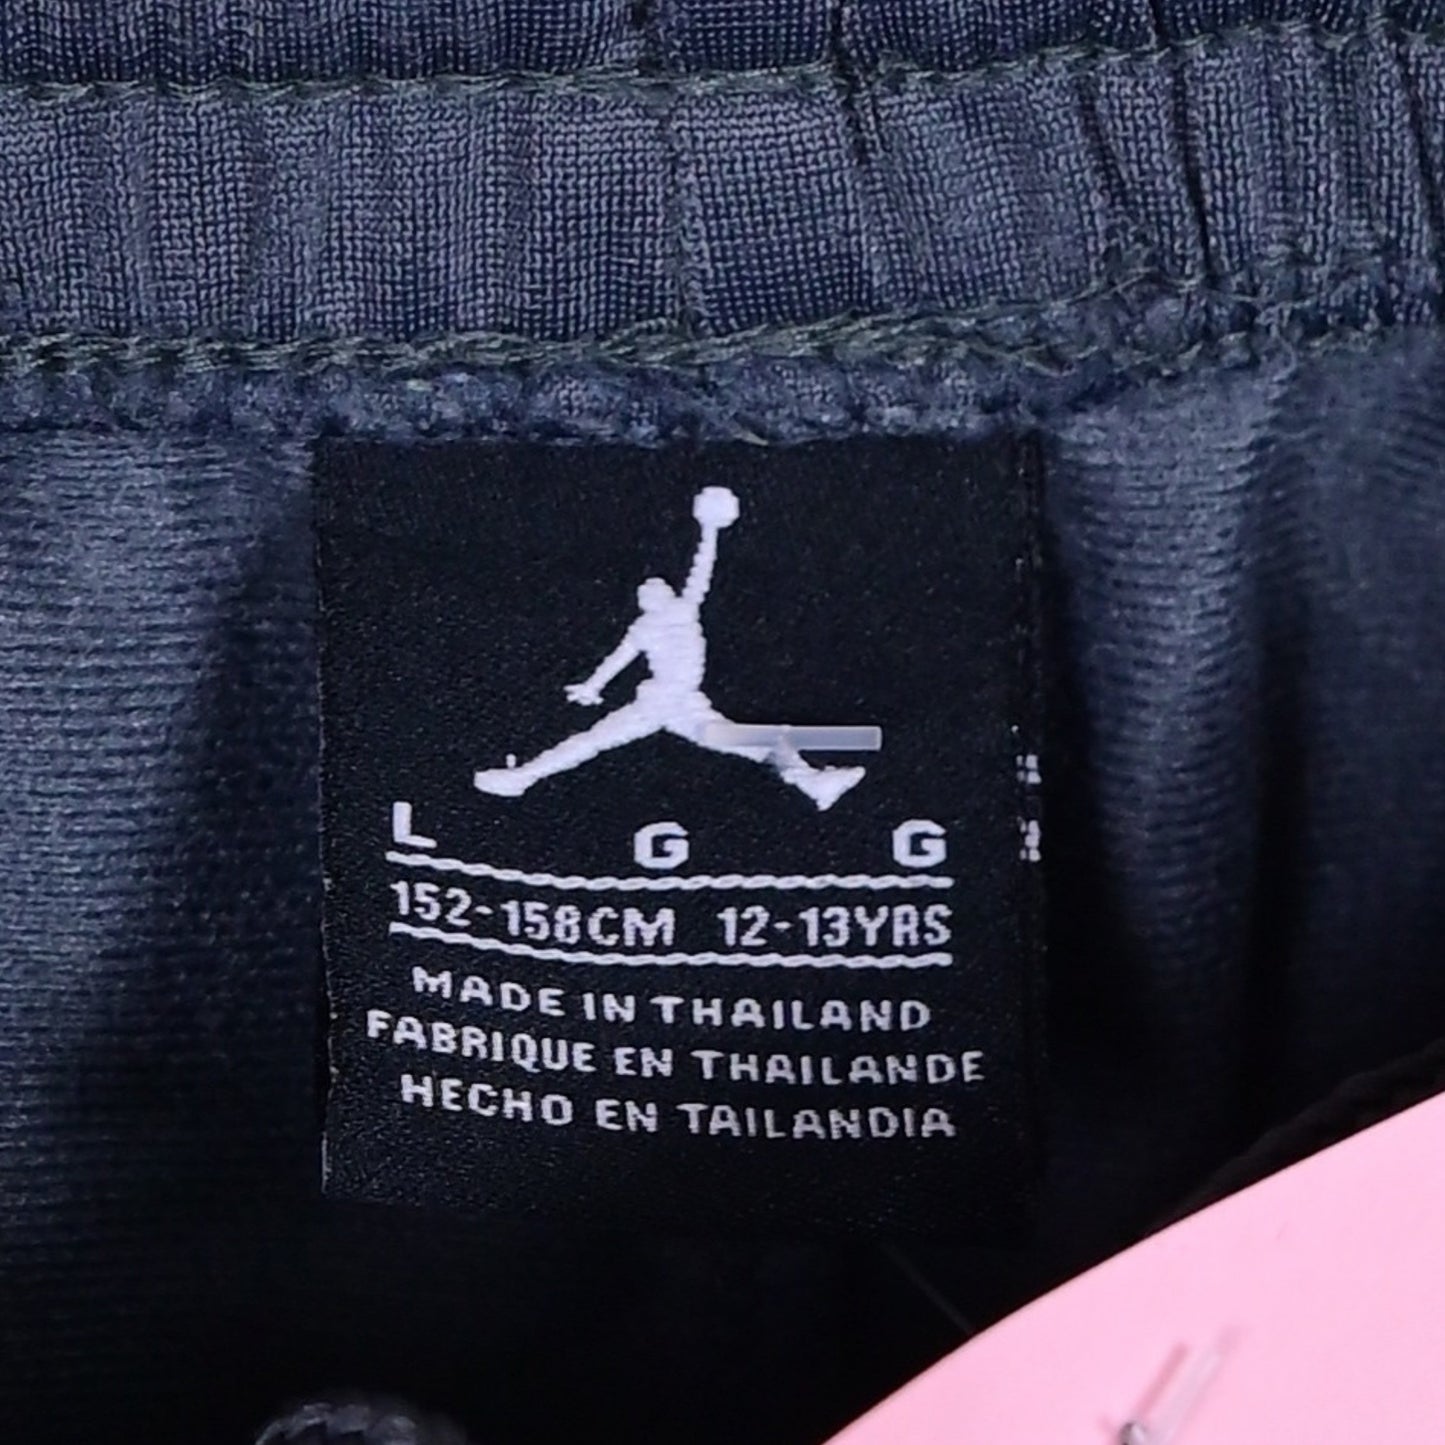 L G G
152-158CM 12-13YRS
MADE IN THAILAND
FABRIQUE EN THAILANDE
HECHO EN TAILANDIA